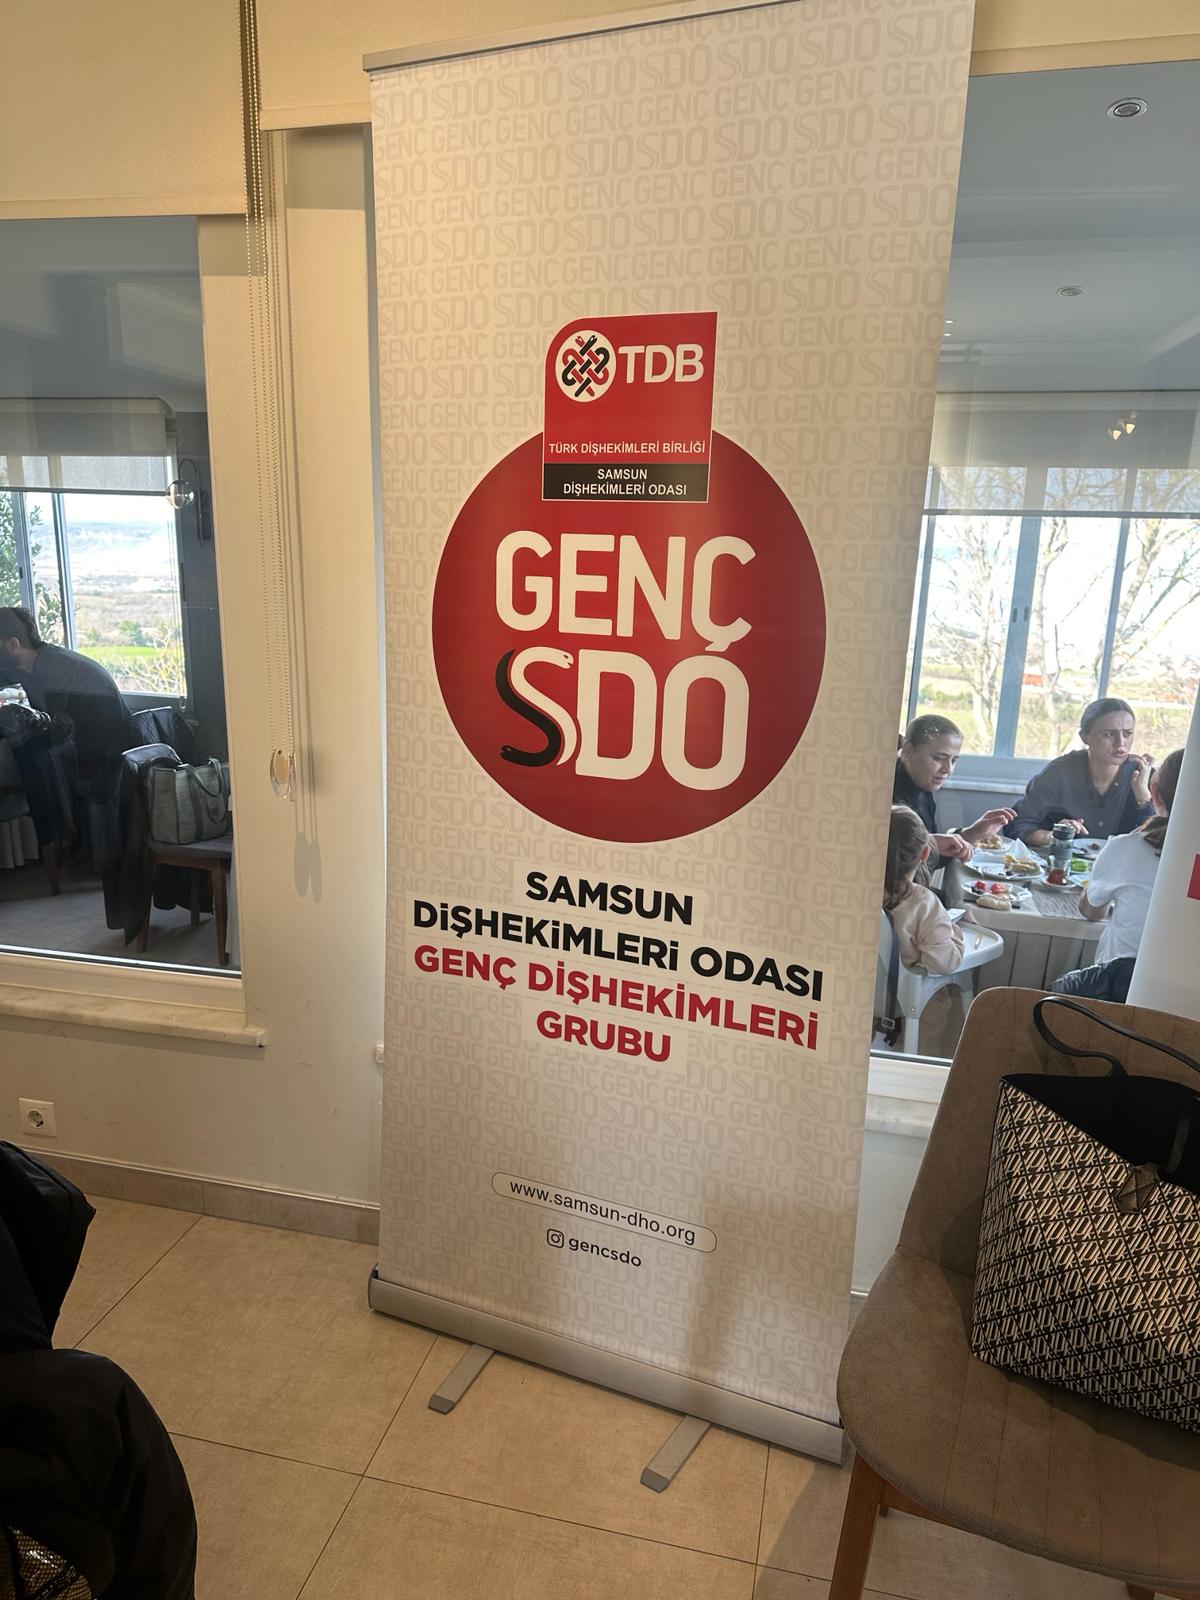 TDB
TÜRK DİŞHEKİMLERİ BİRLİĞİ
SAMSUN
DİŞHEKİMLERİ ODASI
GENÇ
SDO
SAMSUN
DİŞHEKİMLERİ ODASI
GENÇ DİŞHEKİMLERİ
GRUBU
www.samsun-dho.org
gencsdo